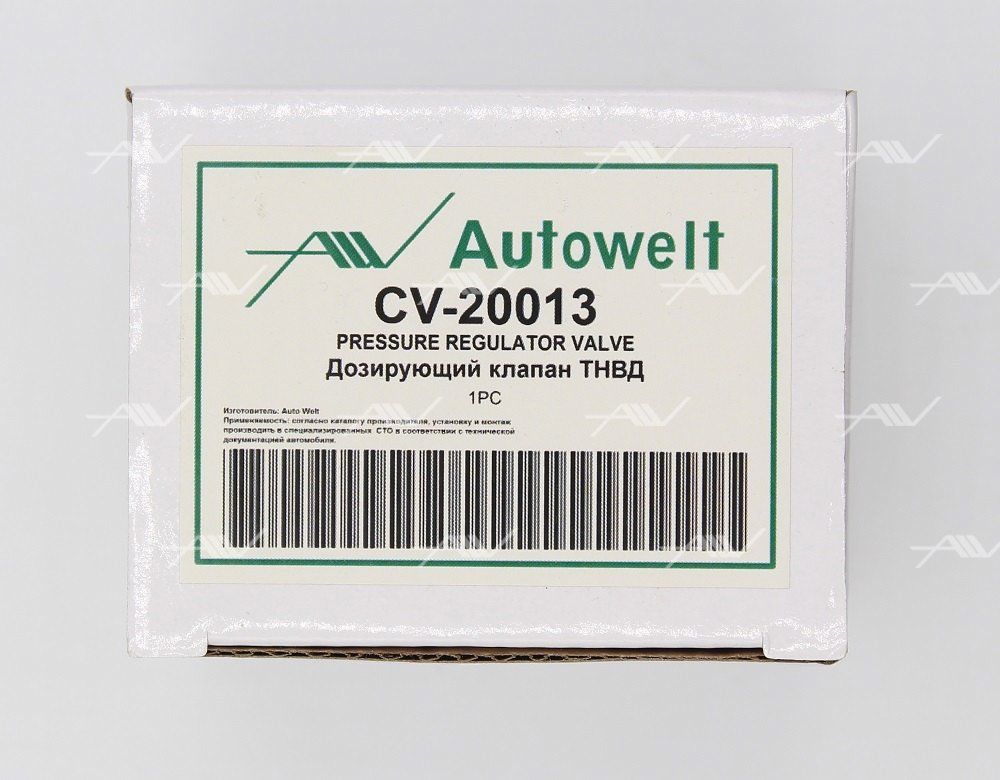 Autowelt
CV-20013
PRESSURE REGULATOR VALVE
Дозирующий клапан ТНВД
1PC
Изготовитель: Auto Welt
Применяемость: согласно каталогу производителя, установку и монтаж
производить в специализированных СТО в соответствии с технической
документацией автомобиля.